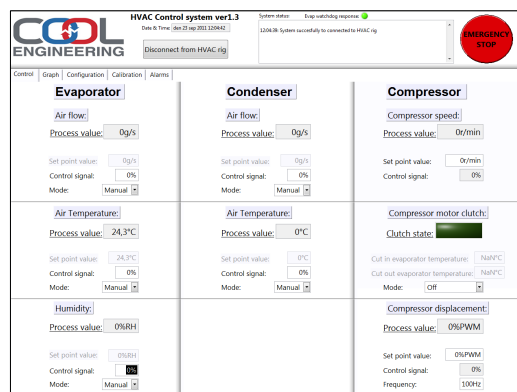 COOL
ENGINEERING
HVAC Control system ver1.3
Date & Time: den 23 sep 2011 12:04:42
Disconnect
from HVAC rig
System status: Evap watchdog response:
12:04:39: System succesfully to connected to HVAC rig
EMERGENCY
STOP
Control Graph Configuration Calibration Alarms
Evaporator Condenser Compressor
Air flow: Air flow: Compressor speed:
Process value: 0g/s Process value: 0g/s Process value: 0r/min
Set point value: 0g/s Set point value: 0g/s Set point value: 0r/min
Control signal: 0% Control signal: 0% Control signal: 0%
Mode: Manual Mode: Manual
Air Temperature: Air Temperature: Compressor motor clutch:
Process value: 24,3°C Process value: 0°C Clutch state:
Set point value: 24,3°C Set point value: 0°C Cut in evaporator temperature: NaN°C
Control signal: 0% Control signal: 0% Cut out evaporator temperature: NaN°C
Mode: Manual Mode: Manual Mode: Off
Humidity: Compressor displacement:
Process value: 0%RH Process value: 0%PWM
Set point value: 0%RH Set point value: 0%PWM
Control signal: 0% Control signal: 0%
Mode: Manual Frequency: 100Hz